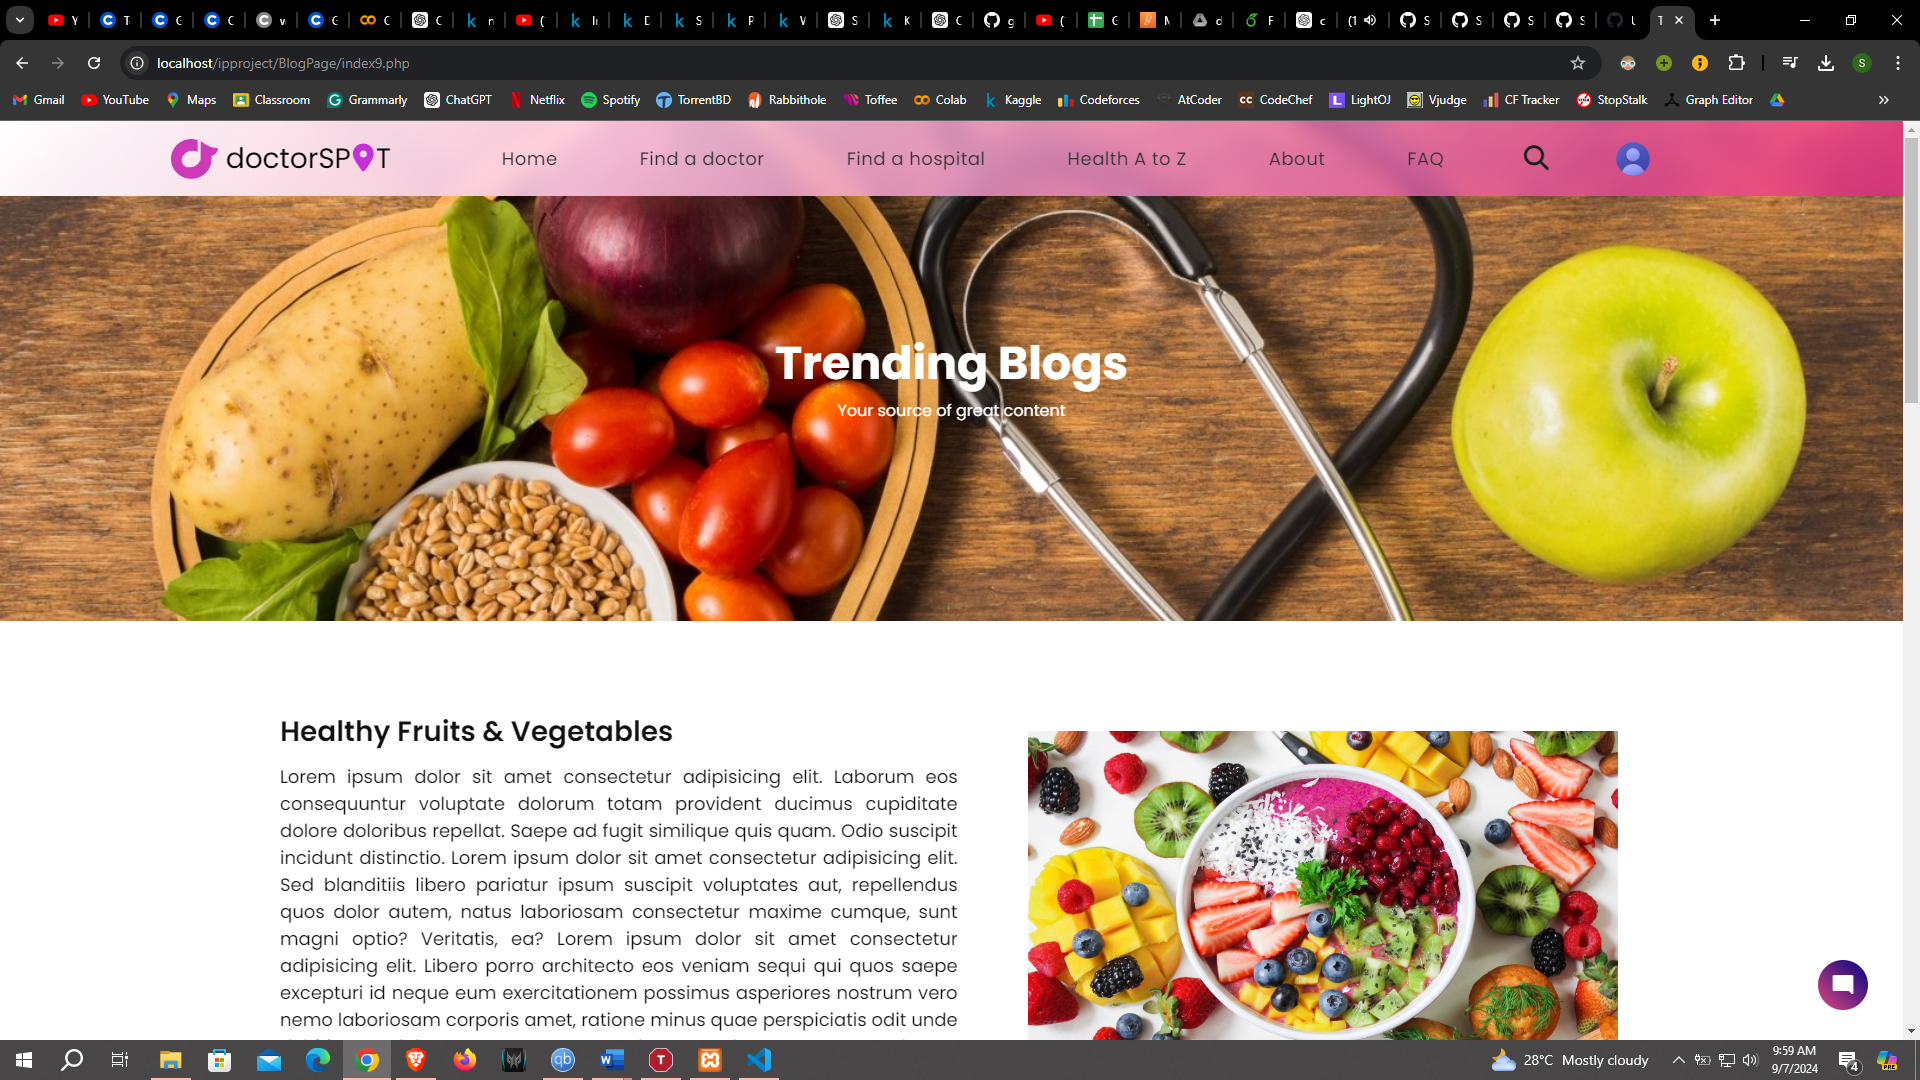 localhost/ipproject/BlogPage/index9.php
Gmail YouTube Maps Classroom Grammarly ChatGPT Netflix Spotify TorrentBD Rabbithole Toffee Colab Kaggle Codeforces AtCoder CodeChef LightOJ Vjudge CF Tracker StopStalk Graph Editor
doctorSPOT Home Find a doctor Find a hospital Health A to Z About FAQ
Trending Blogs
Your source of great content
Healthy Fruits & Vegetables
Lorem ipsum dolor sit amet consectetur adipisicing elit. Laborum eos
consequuntur voluptate dolorum totam provident ducimus cupiditate
dolore doloribus repellat. Saepe ad fugit similique quis quam. Odio suscipit
incidunt distinctio. Lorem ipsum dolor sit amet consectetur adipisicing elit.
Sed blanditiis libero pariatur ipsum suscipit voluptates aut, repellendus
quos dolor autem, natus laboriosam consectetur maxime cumque, sunt
magni optio? Veritatis, ea? Lorem ipsum dolor sit amet consectetur
adipisicing elit. Libero porro architecto eos veniam sequi qui quos saepe
excepturi id neque eum exercitationem possimus asperiores nostrum vero
nemo laboriosam corporis amet, ratione minus quae perspiciatis odit unde
28°C Mostly cloudy
9:59 AM
9/7/2024
4